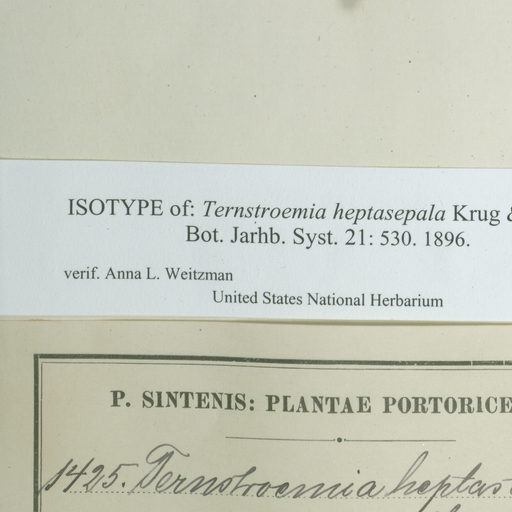 ISOTYPE of: Ternstroemia heptasepala Krug &
Bot. Jarhb. Syst. 21: 530. 1896.
verif. Anna L. Weitzman
United States National Herbarium
P. SINTENIS: PLANTAE PORTORICE
1425. Ternstroemia heptas